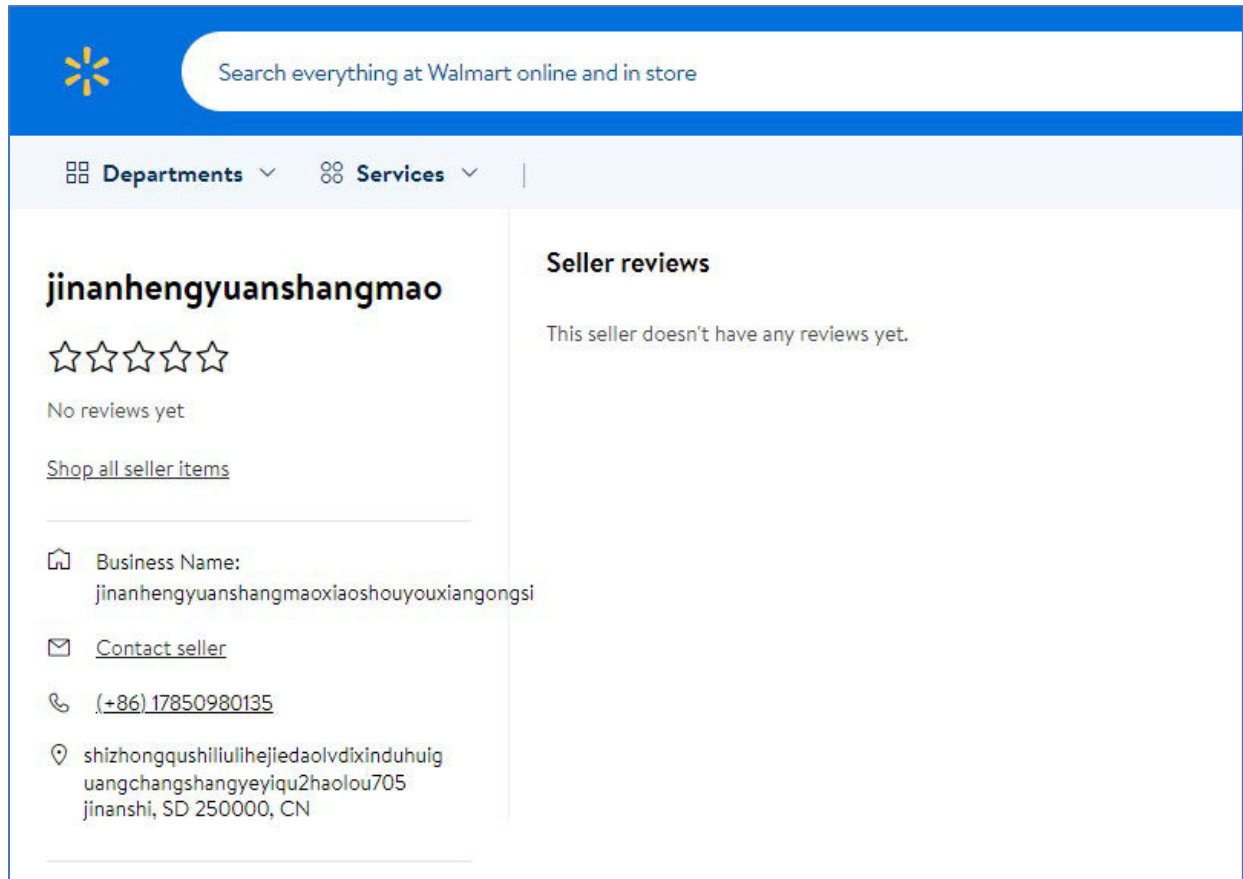 Search everything at Walmart online and in store
Departments Services
jinanhengyuanshangmao
No reviews yet
Shop all seller items
Business Name:
jinanhengyuanshangmaoxiaoshouyouxiangongsi
Contact seller
(+86) 17850980135
shizhongqushiliulihejiedaolvdixinduhuig
uangchangshangyeyiqu2haolou705
jinanshi, SD 250000, CN
Seller reviews
This seller doesn't have any reviews yet.